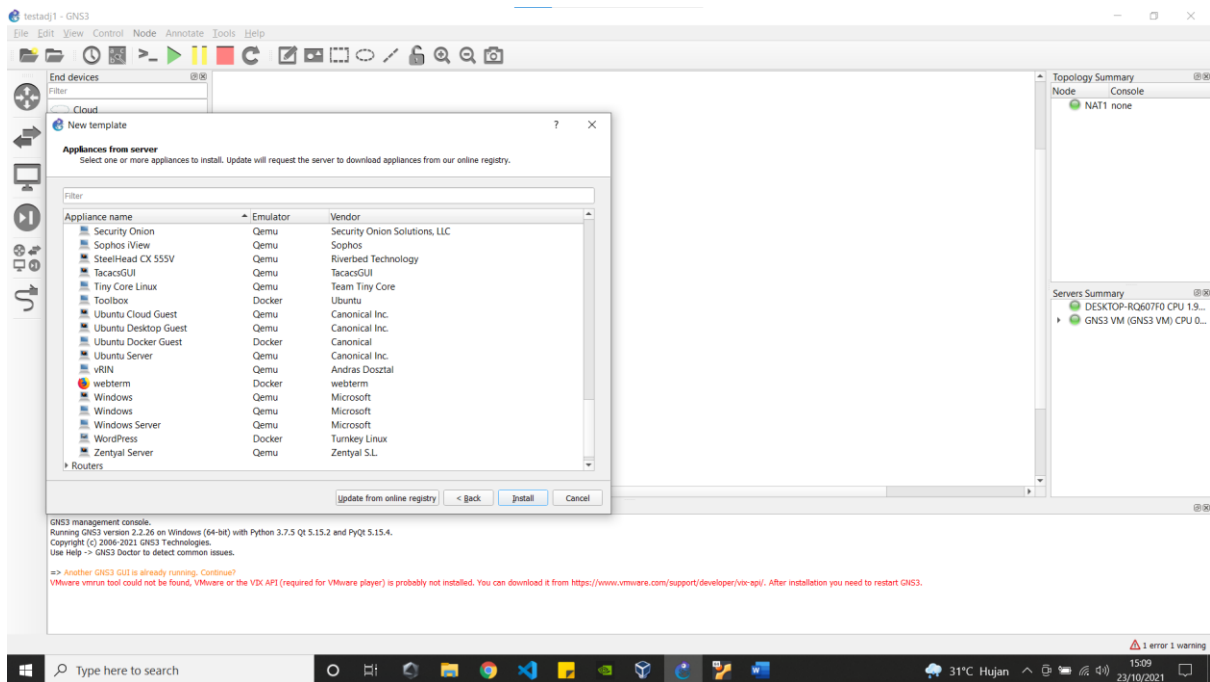 testadj1 - GNS3
File Edit View Control Node Annotate Tools Help
End devices
Filter
Cloud
New template
?
Appliances from server
Select one or more appliances to install. Update will request the server to download appliances from our online registry.
Filter
Appliance name Emulator Vendor
Security Onion Qemu Security Onion Solutions, LLC
Sophos iView Qemu Sophos
SteelHead CX 555V Qemu Riverbed Technology
TacacsGUI Qemu TacacsGUI
Tiny Core Linux Qemu Team Tiny Core
Toolbox Docker Ubuntu
Ubuntu Cloud Guest Qemu Canonical Inc.
Ubuntu Desktop Guest Qemu Canonical Inc.
Ubuntu Docker Guest Docker Canonical
Ubuntu Server Qemu Canonical Inc.
vRIN Qemu Andras Dosztal
webterm Docker webterm
Windows Qemu Microsoft
Windows Qemu Microsoft
Windows Server Qemu Microsoft
WordPress Docker Turnkey Linux
Zentyal Server Qemu Zentyal S.L.
Routers
Update from online registry < Back Install Cancel
Topology Summary
Node Console
NAT1 none
Servers Summary
DESKTOP-RQ607F0 CPU 1.9...
GNS3 VM (GNS3 VM) CPU 0...
GNS3 management console.
Running GNS3 version 2.2.26 on Windows (64-bit) with Python 3.7.5 Qt 5.15.2 and PyQt 5.15.4.
Copyright (c) 2006-2021 GNS3 Technologies.
Use Help -> GNS3 Doctor to detect common issues.
=> Another GNS3 GUI is already running. Continue?
VMware vmrun tool could not be found, VMware or the VIX API (required for VMware player) is probably not installed. You can download it from https://www.vmware.com/support/developer/vix-api/. After installation you need to restart GNS3.
1 error 1 warning
Type here to search
31°C Hujan
15:09
23/10/2021